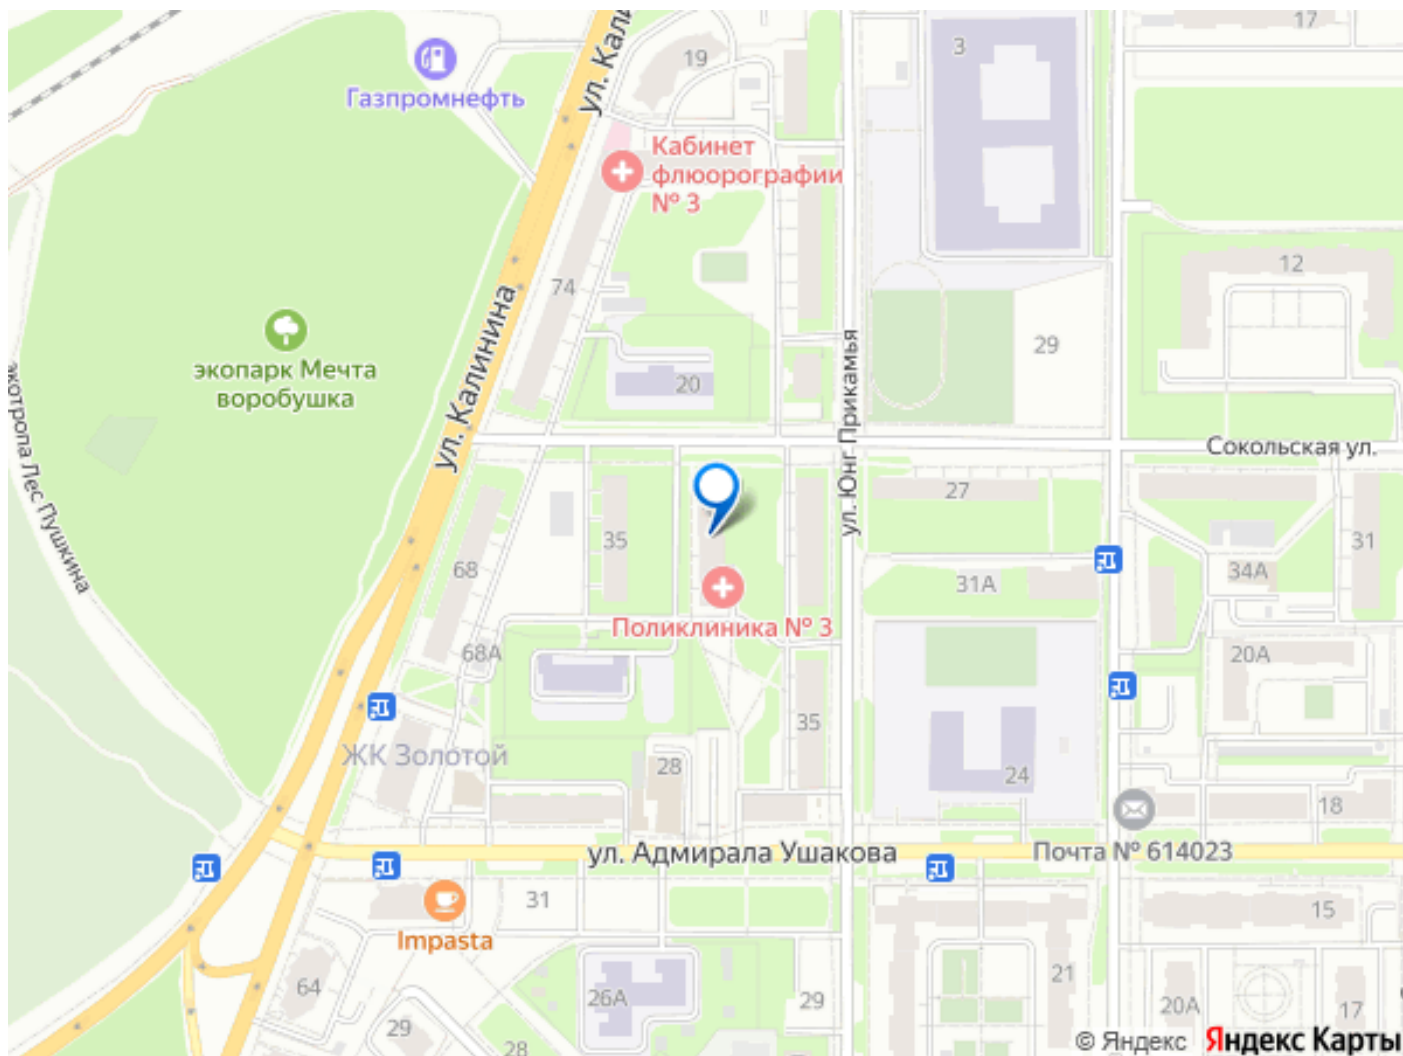 17
3
19
ул. Кали
Газпромнефть
Кабинет
флюорографии
№ 3
74
12
ул. Калинина
экопарк Мечта
воробушка
20
29
ул. Юнг Прикамья
Сокольская ул.
экотропа Лес Пушкина
27
35
31
68
31А
34А
Поликлиника № 3
68А
20А
35
ЖК Золотой
28
24
18
ул. Адмирала Ушакова
Почта № 614023
31
15
Impasta
64
26А
29
21
20А
17
29
28
© Яндекс Яндекс Карты